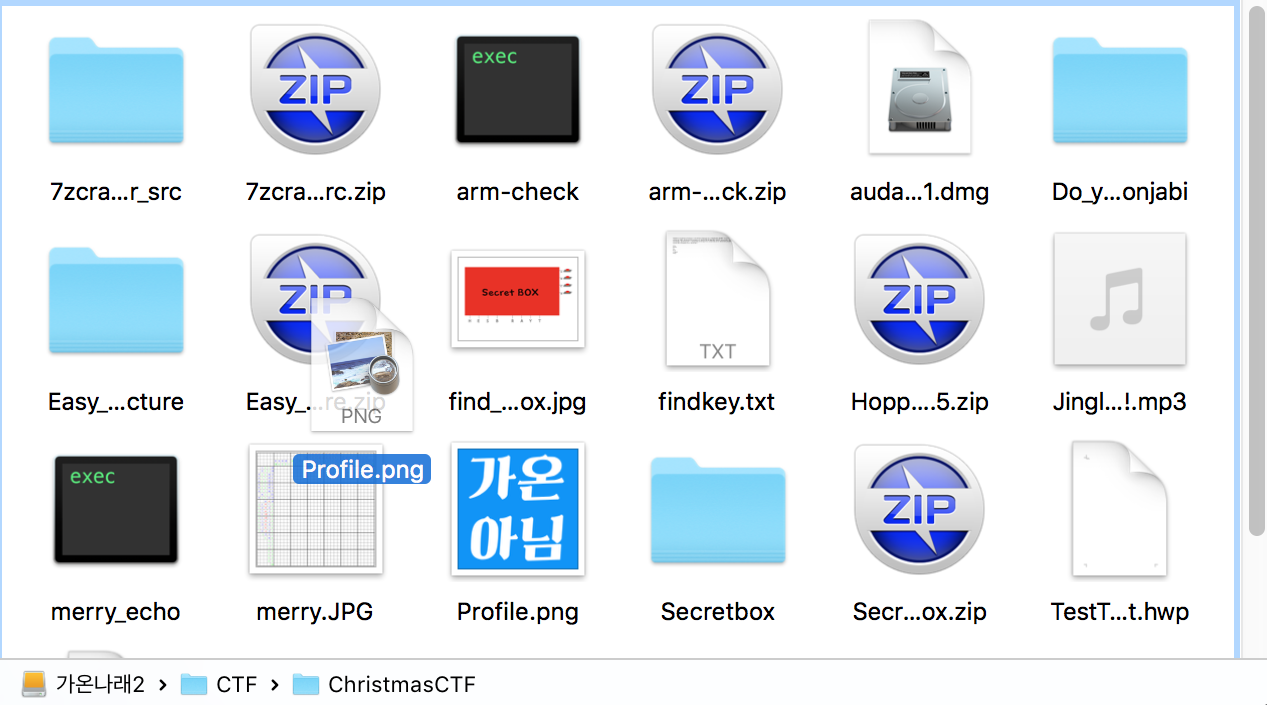 ZIP
exec
ZIP
7zcra...r_src
7zcra...rc.zip
arm-check
arm-...ck.zip
auda...1.dmg
Do_y...onjabi
ZIP
PNG
Secret BOX
TXT
ZIP
Easy_...cture
Easy_...re.zip
find_...ox.jpg
findkey.txt
Hopp....5.zip
Jingl...!.mp3
exec
Profile.png
가온
아님
ZIP
merry_echo
merry.JPG
Profile.png
Secretbox
Secr...ox.zip
TestT...t.hwp
가온나래2 › CTF › ChristmasCTF